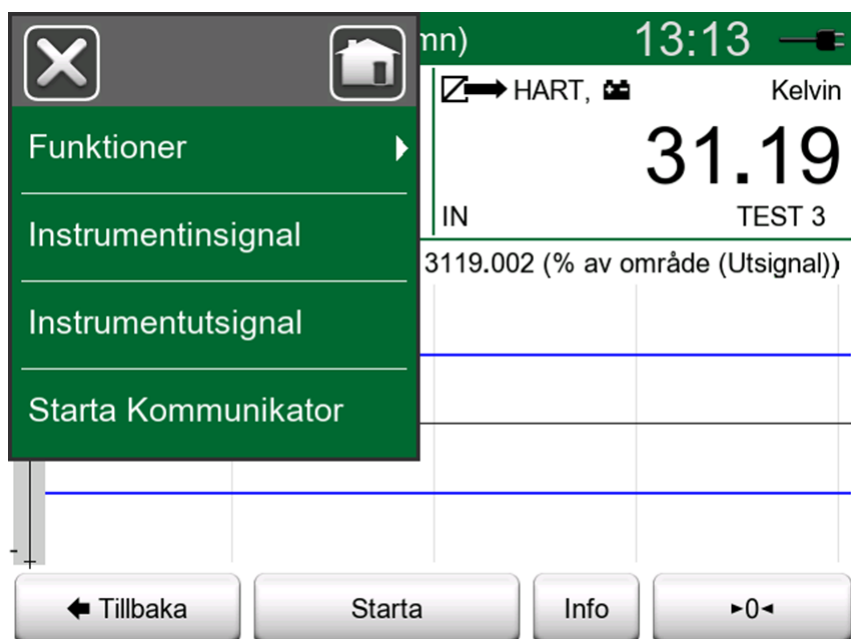 mn) 13:13
HART, Kelvin
31.19
IN TEST 3
3119.002 (% av område (Utsignal))
Funktioner
Instrumentinsignal
Instrumentutsignal
Starta Kommunikator
Tillbaka Starta Info ►0◄